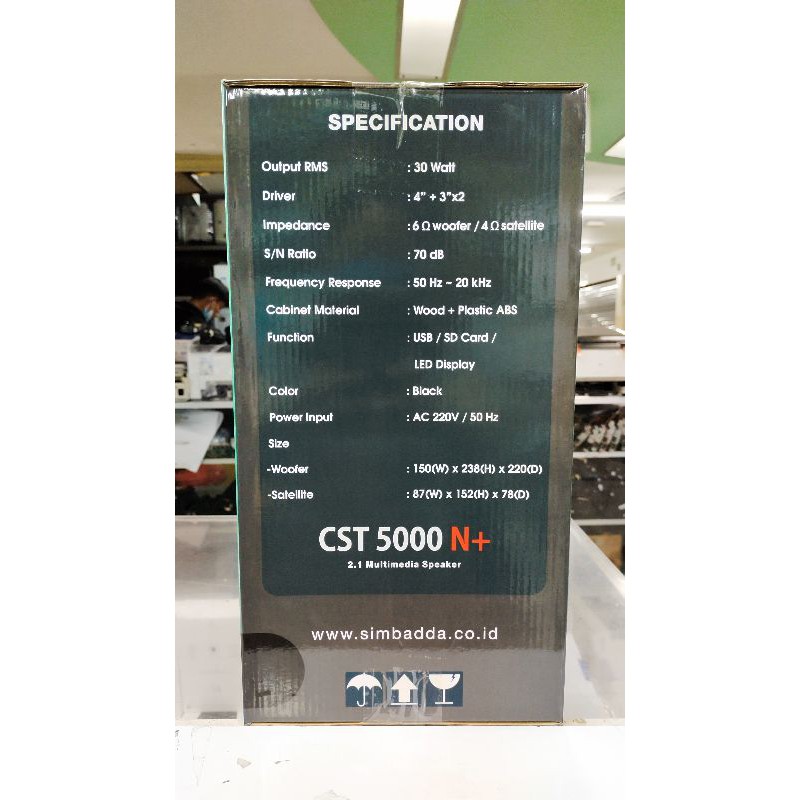 SPECIFICATION
Output RMS : 30 Watt
Driver : 4" + 3"x2
Impedance : 6 Ω woofer / 4 Ω satellite
S/N Ratio : 70 dB
Frequency Response : 50 Hz ~ 20 kHz
Cabinet Material : Wood + Plastic ABS
Function : USB / SD Card /
LED Display
Color : Black
Power Input : AC 220V / 50 Hz
Size
-Woofer : 150(W) x 238(H) x 220(D)
-Satellite : 87(W) x 152(H) x 78(D)
CST 5000 N+
2.1 Multimedia Speaker
www.simbadda.co.id